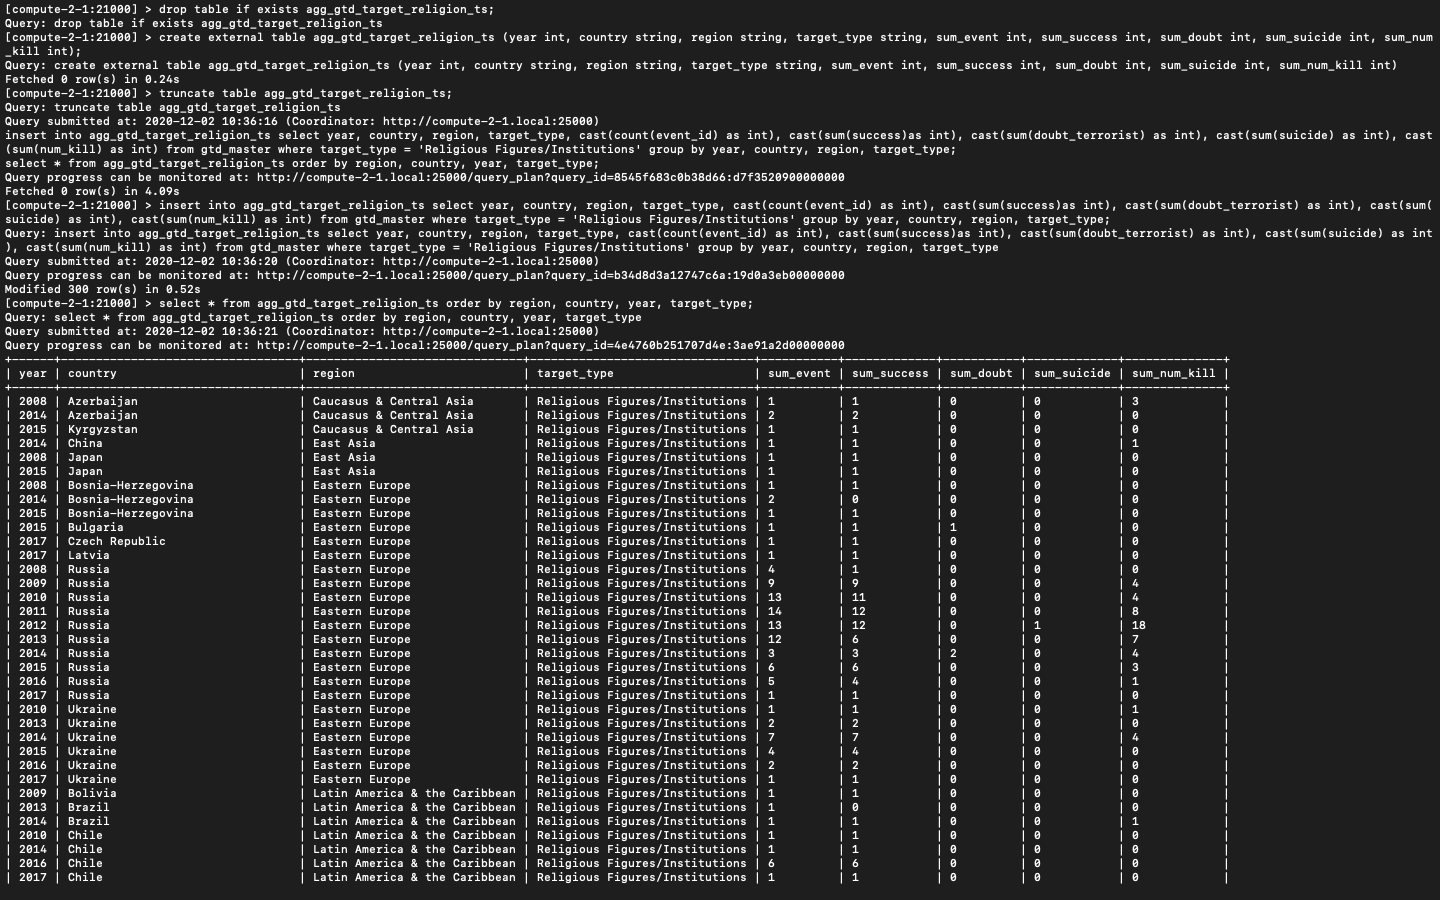 [compute-2-1:21000] > drop table if exists agg_gtd_target_religion_ts;
Query: drop table if exists agg_gtd_target_religion_ts
[compute-2-1:21000] > create external table agg_gtd_target_religion_ts (year int, country string, region string, target_type string, sum_event int, sum_success int, sum_doubt int, sum_suicide int, sum_num
_kill int);
Query: create external table agg_gtd_target_religion_ts (year int, country string, region string, target_type string, sum_event int, sum_success int, sum_doubt int, sum_suicide int, sum_num_kill int)
Fetched 0 row(s) in 0.24s
[compute-2-1:21000] > truncate table agg_gtd_target_religion_ts;
Query: truncate table agg_gtd_target_religion_ts
Query submitted at: 2020-12-02 10:36:16 (Coordinator: http://compute-2-1.local:25000)
insert into agg_gtd_target_religion_ts select year, country, region, target_type, cast(count(event_id) as int), cast(sum(success)as int), cast(sum(doubt_terrorist) as int), cast(sum(suicide) as int), cast
(sum(num_kill) as int) from gtd_master where target_type = 'Religious Figures/Institutions' group by year, country, region, target_type;
select * from agg_gtd_target_religion_ts order by region, country, year, target_type;
Query progress can be monitored at: http://compute-2-1.local:25000/query_plan?query_id=8545f683c0b38d66:d7f3520900000000
Fetched 0 row(s) in 4.09s
[compute-2-1:21000] > insert into agg_gtd_target_religion_ts select year, country, region, target_type, cast(count(event_id) as int), cast(sum(success)as int), cast(sum(doubt_terrorist) as int), cast(sum(
suicide) as int), cast(sum(num_kill) as int) from gtd_master where target_type = 'Religious Figures/Institutions' group by year, country, region, target_type;
Query: insert into agg_gtd_target_religion_ts select year, country, region, target_type, cast(count(event_id) as int), cast(sum(success)as int), cast(sum(doubt_terrorist) as int), cast(sum(suicide) as int
), cast(sum(num_kill) as int) from gtd_master where target_type = 'Religious Figures/Institutions' group by year, country, region, target_type
Query submitted at: 2020-12-02 10:36:20 (Coordinator: http://compute-2-1.local:25000)
Query progress can be monitored at: http://compute-2-1.local:25000/query_plan?query_id=b34d8d3a12747c6a:19d0a3eb00000000
Modified 300 row(s) in 0.52s
[compute-2-1:21000] > select * from agg_gtd_target_religion_ts order by region, country, year, target_type;
Query: select * from agg_gtd_target_religion_ts order by region, country, year, target_type
Query submitted at: 2020-12-02 10:36:21 (Coordinator: http://compute-2-1.local:25000)
Query progress can be monitored at: http://compute-2-1.local:25000/query_plan?query_id=4e4760b251707d4e:3ae91a2d00000000
| year | country | region | target_type | sum_event | sum_success | sum_doubt | sum_suicide | sum_num_kill |
| 2008 | Azerbaijan | Caucasus & Central Asia | Religious Figures/Institutions | 1 | 1 | 0 | 0 | 3 |
| 2014 | Azerbaijan | Caucasus & Central Asia | Religious Figures/Institutions | 2 | 2 | 0 | 0 | 0 |
| 2015 | Kyrgyzstan | Caucasus & Central Asia | Religious Figures/Institutions | 1 | 1 | 0 | 0 | 0 |
| 2014 | China | East Asia | Religious Figures/Institutions | 1 | 1 | 0 | 0 | 1 |
| 2008 | Japan | East Asia | Religious Figures/Institutions | 1 | 1 | 0 | 0 | 0 |
| 2015 | Japan | East Asia | Religious Figures/Institutions | 1 | 1 | 0 | 0 | 0 |
| 2008 | Bosnia-Herzegovina | Eastern Europe | Religious Figures/Institutions | 1 | 1 | 0 | 0 | 0 |
| 2014 | Bosnia-Herzegovina | Eastern Europe | Religious Figures/Institutions | 2 | 0 | 0 | 0 | 0 |
| 2015 | Bosnia-Herzegovina | Eastern Europe | Religious Figures/Institutions | 1 | 1 | 0 | 0 | 0 |
| 2015 | Bulgaria | Eastern Europe | Religious Figures/Institutions | 1 | 1 | 1 | 0 | 0 |
| 2017 | Czech Republic | Eastern Europe | Religious Figures/Institutions | 1 | 1 | 0 | 0 | 0 |
| 2017 | Latvia | Eastern Europe | Religious Figures/Institutions | 1 | 1 | 0 | 0 | 0 |
| 2008 | Russia | Eastern Europe | Religious Figures/Institutions | 4 | 1 | 0 | 0 | 0 |
| 2009 | Russia | Eastern Europe | Religious Figures/Institutions | 9 | 9 | 0 | 0 | 4 |
| 2010 | Russia | Eastern Europe | Religious Figures/Institutions | 13 | 11 | 0 | 0 | 4 |
| 2011 | Russia | Eastern Europe | Religious Figures/Institutions | 14 | 12 | 0 | 0 | 8 |
| 2012 | Russia | Eastern Europe | Religious Figures/Institutions | 13 | 12 | 0 | 1 | 18 |
| 2013 | Russia | Eastern Europe | Religious Figures/Institutions | 12 | 6 | 0 | 0 | 7 |
| 2014 | Russia | Eastern Europe | Religious Figures/Institutions | 3 | 3 | 2 | 0 | 4 |
| 2015 | Russia | Eastern Europe | Religious Figures/Institutions | 6 | 6 | 0 | 0 | 3 |
| 2016 | Russia | Eastern Europe | Religious Figures/Institutions | 5 | 4 | 0 | 0 | 1 |
| 2017 | Russia | Eastern Europe | Religious Figures/Institutions | 1 | 1 | 0 | 0 | 0 |
| 2010 | Ukraine | Eastern Europe | Religious Figures/Institutions | 1 | 1 | 0 | 0 | 1 |
| 2013 | Ukraine | Eastern Europe | Religious Figures/Institutions | 2 | 2 | 0 | 0 | 0 |
| 2014 | Ukraine | Eastern Europe | Religious Figures/Institutions | 7 | 7 | 0 | 0 | 4 |
| 2015 | Ukraine | Eastern Europe | Religious Figures/Institutions | 4 | 4 | 0 | 0 | 0 |
| 2016 | Ukraine | Eastern Europe | Religious Figures/Institutions | 2 | 2 | 0 | 0 | 0 |
| 2017 | Ukraine | Eastern Europe | Religious Figures/Institutions | 1 | 1 | 0 | 0 | 0 |
| 2009 | Bolivia | Latin America & the Caribbean | Religious Figures/Institutions | 1 | 1 | 0 | 0 | 0 |
| 2013 | Brazil | Latin America & the Caribbean | Religious Figures/Institutions | 1 | 0 | 0 | 0 | 0 |
| 2014 | Brazil | Latin America & the Caribbean | Religious Figures/Institutions | 1 | 1 | 0 | 0 | 1 |
| 2010 | Chile | Latin America & the Caribbean | Religious Figures/Institutions | 1 | 1 | 0 | 0 | 0 |
| 2014 | Chile | Latin America & the Caribbean | Religious Figures/Institutions | 1 | 1 | 0 | 0 | 0 |
| 2016 | Chile | Latin America & the Caribbean | Religious Figures/Institutions | 6 | 6 | 0 | 0 | 0 |
| 2017 | Chile | Latin America & the Caribbean | Religious Figures/Institutions | 1 | 1 | 0 | 0 | 0 |